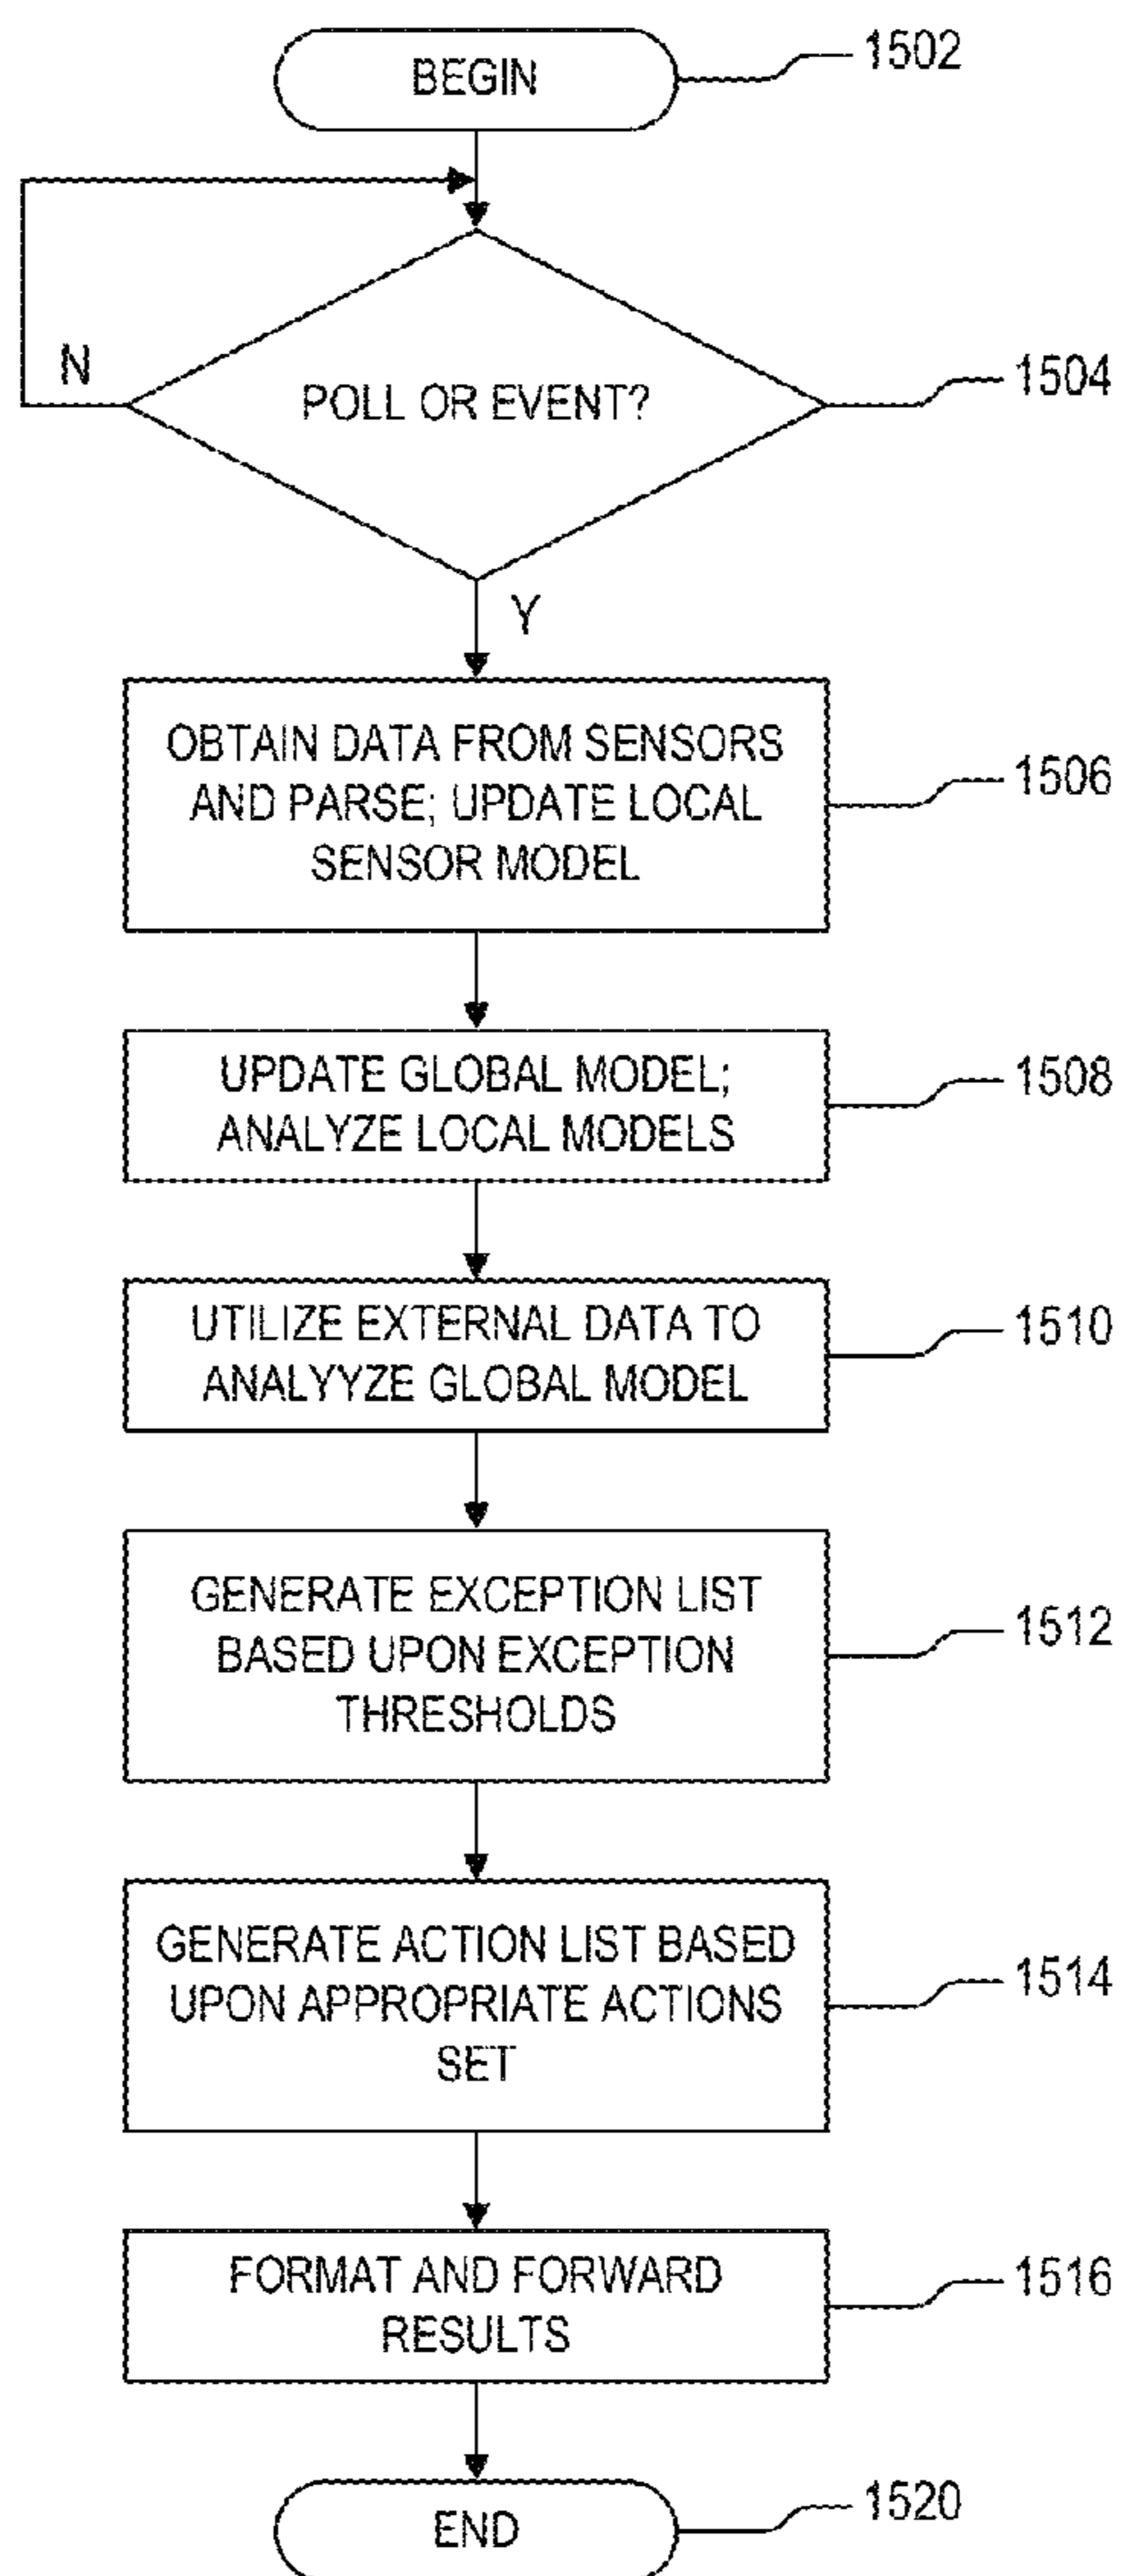 BEGIN
1502
N
POLL OR EVENT?
1504
Y
OBTAIN DATA FROM SENSORS
AND PARSE; UPDATE LOCAL
SENSOR MODEL
1506
UPDATE GLOBAL MODEL;
ANALYZE LOCAL MODELS
1508
UTILIZE EXTERNAL DATA TO
ANALYYZE GLOBAL MODEL
1510
GENERATE EXCEPTION LIST
BASED UPON EXCEPTION
THRESHOLDS
1512
GENERATE ACTION LIST BASED
UPON APPROPRIATE ACTIONS
SET
1514
FORMAT AND FORWARD
RESULTS
1516
END
1520